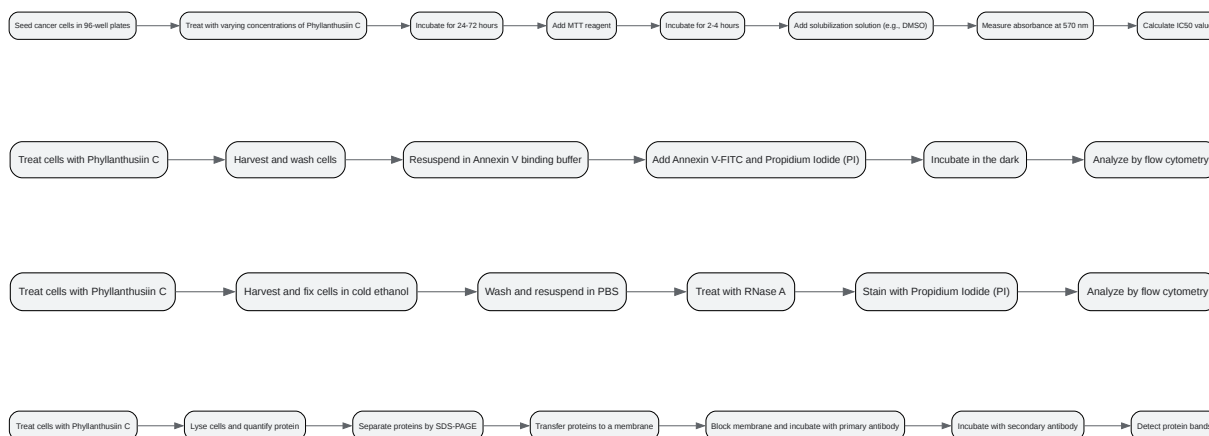 Seed cancer cells in 96-well plates
Treat with varying concentrations of Phyllanthusiin C
Incubate for 24-72 hours
Add MTT reagent
Incubate for 2-4 hours
Add solubilization solution (e.g., DMSO)
Measure absorbance at 570 nm
Calculate IC50
Treat cells with Phyllanthusiin C
Harvest and wash cells
Resuspend in Annexin V binding buffer
Add Annexin V-FITC and Propidium Iodide (PI)
Incubate in the dark
Analyze by flow cytometry
Treat cells with Phyllanthusiin C
Harvest and fix cells in cold ethanol
Wash and resuspend in PBS
Treat with RNase A
Stain with Propidium Iodide (PI)
Analyze by flow cytometry
Treat cells with Phyllanthusiin C
Lyse cells and quantify protein
Separate proteins by SDS-PAGE
Transfer proteins to a membrane
Block membrane and incubate with primary antibody
Incubate with secondary antibody
Detect protein bands